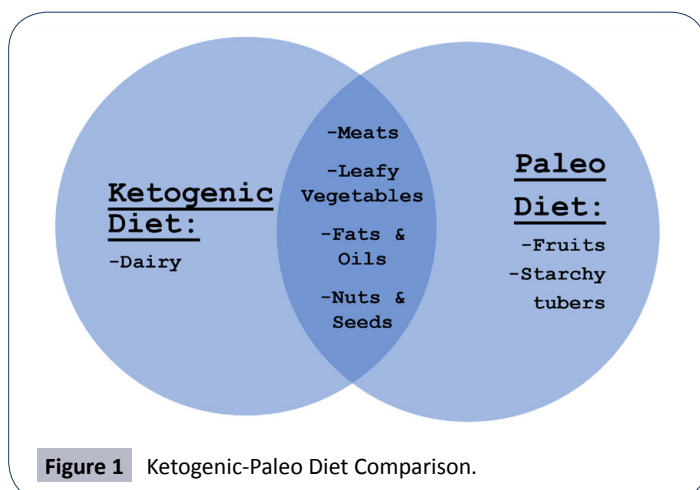 Ketogenic
Diet:
-Dairy
-Meats
-Leafy
Vegetables
-Fats &
Oils
-Nuts &
Seeds
Paleo
Diet:
-Fruits
-Starchy
tubers
Figure 1 Ketogenic-Paleo Diet Comparison.